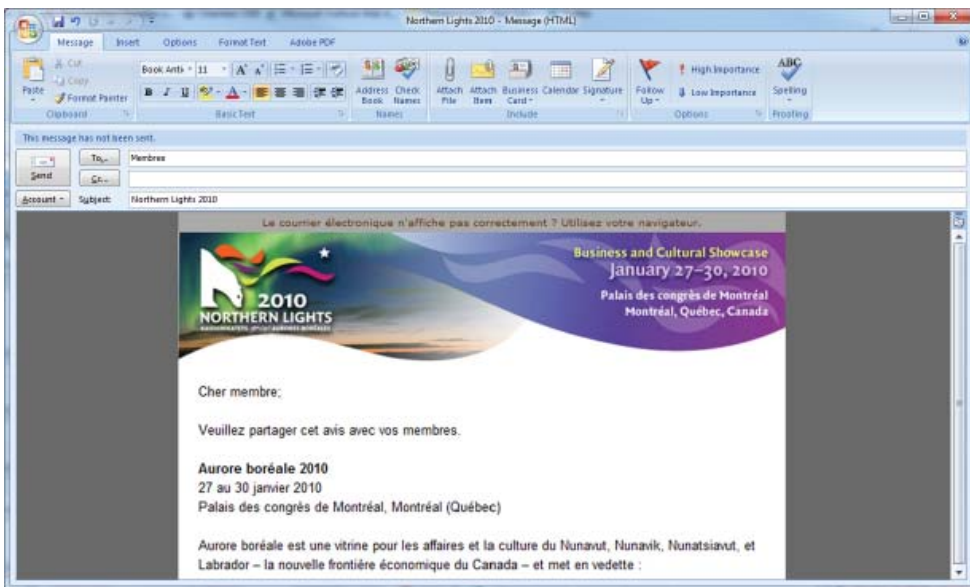 Northern Lights 2010 - Message (HTML)
Message Insert Options Format Text Adobe PDF
Paste
Cut
Copy
Format Painter
Clipboard
Book Anti 11
B I U
Basic Text
Address Book
Check Names
Names
Attach File
Attach Item
Business Card
Calendar
Signature
Include
Follow Up
High Importance
Low Importance
Options
ABC
Spelling
Proofing
This message has not been sent.
Send
To... Membres
Cc...
Account Subject: Northern Lights 2010
Le courrier électronique n'affiche pas correctement ? Utilisez votre navigateur.
2010
NORTHERN LIGHTS
Business and Cultural Showcase
January 27–30, 2010
Palais des congrès de Montréal
Montréal, Québec, Canada
Cher membre;
Veuillez partager cet avis avec vos membres.
Aurore boréale 2010
27 au 30 janvier 2010
Palais des congrès de Montréal, Montréal (Québec)
Aurore boréale est une vitrine pour les affaires et la culture du Nunavut, Nunavik, Nunatsiavut, et
Labrador – la nouvelle frontière économique du Canada – et met en vedette :